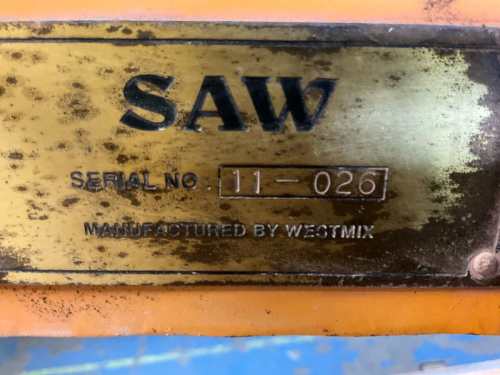 SAW
SERIAL NO. 11-026
MANUFACTURED BY WESTMIX